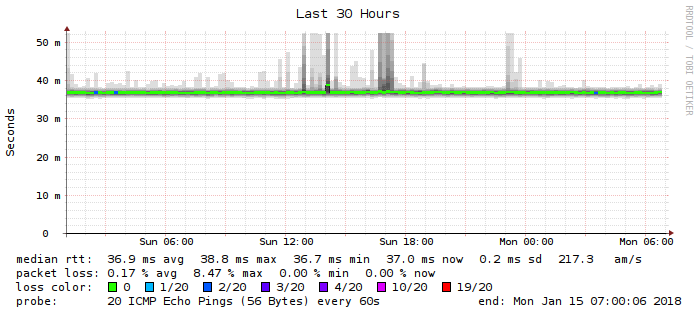 Last 30 Hours
RRDTOOL / TOBI OETIKER
Seconds
50 m
40 m
30 m
20 m
10 m
0
Sun 06:00 Sun 12:00 Sun 18:00 Mon 00:00 Mon 06:00
median rtt: 36.9 ms avg 38.8 ms max 36.7 ms min 37.0 ms now 0.2 ms sd 217.3 am/s
packet loss: 0.17 % avg 8.47 % max 0.00 % min 0.00 % now
loss color: 0 1/20 2/20 3/20 4/20 10/20 19/20
probe: 20 ICMP Echo Pings (56 Bytes) every 60s end: Mon Jan 15 07:00:06 2018